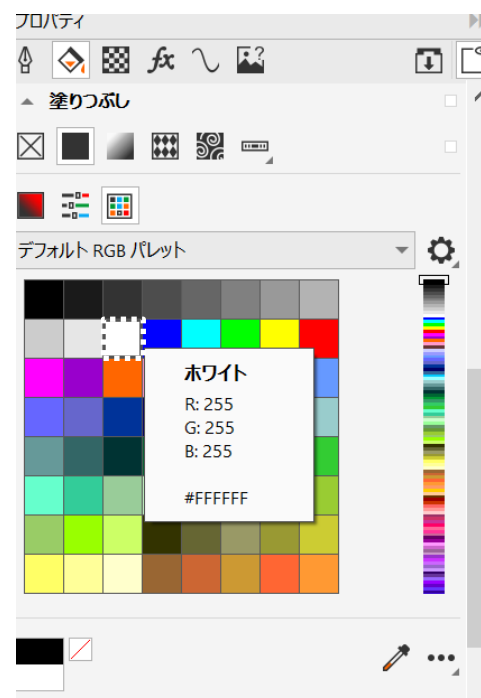 プロパティ
fx
塗りつぶし
デフォルト RGB パレット
ホワイト
R: 255
G: 255
B: 255
#FFFFFF